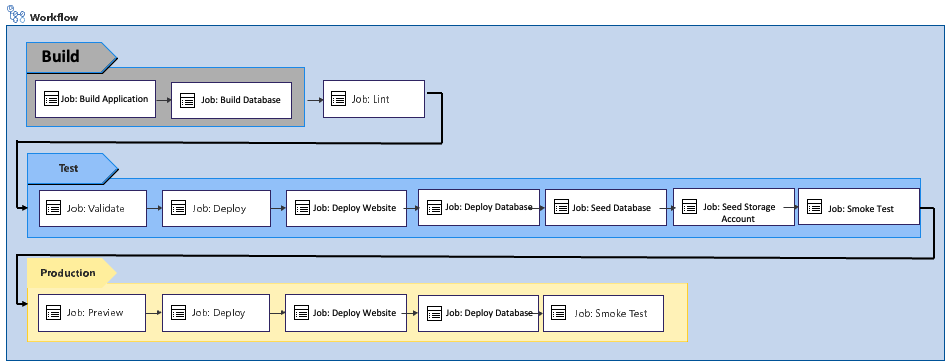 Workflow
Build
Job: Build Application
Job: Build Database
Job: Lint
Test
Job: Validate
Job: Deploy
Job: Deploy Website
Job: Deploy Database
Job: Seed Database
Job: Seed Storage
Account
Job: Smoke Test
Production
Job: Preview
Job: Deploy
Job: Deploy Website
Job: Deploy Database
Job: Smoke Test